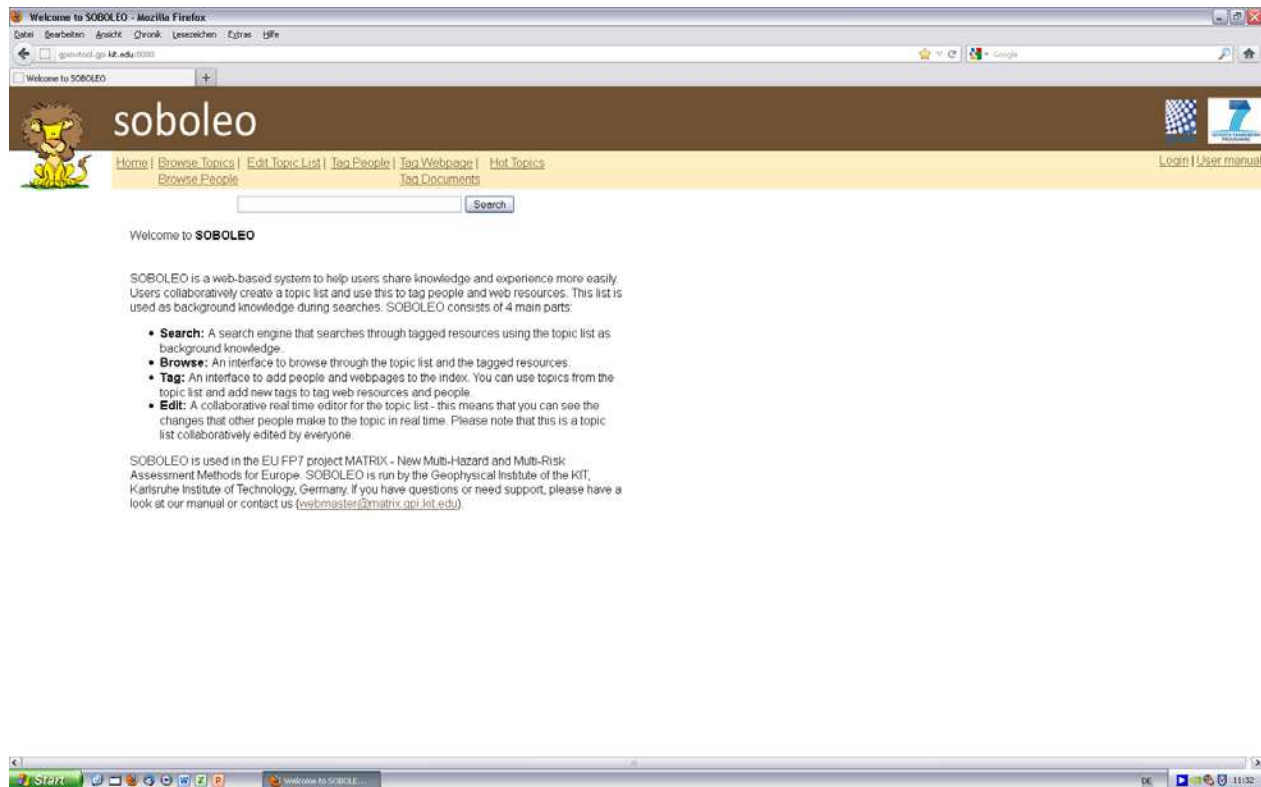 Welcome to SOBOLEO - Mozilla Firefox
Datei Bearbeiten Ansicht Chronik Lesezeichen Extras Hilfe
.kit.edu:8080 Google
Welcome to SOBOLEO +
soboleo
7
SEVENTH FRAMEWORK PROGRAMME
Home | Browse Topics | Edit Topic List | Tag People | Tag Webpage | Hot Topics Login | User manual
Browse People Tag Documents
Search
Welcome to SOBOLEO
SOBOLEO is a web-based system to help users share knowledge and experience more easily.
Users collaboratively create a topic list and use this to tag people and web resources. This list is
used as background knowledge during searches. SOBOLEO consists of 4 main parts:
• Search: A search engine that searches through tagged resources using the topic list as
background knowledge.
• Browse: An interface to browse through the topic list and the tagged resources.
• Tag: An interface to add people and webpages to the index. You can use topics from the
topic list and add new tags to tag web resources and people.
• Edit: A collaborative real time editor for the topic list - this means that you can see the
changes that other people make to the topic in real time. Please note that this is a topic
list collaboratively edited by everyone.
SOBOLEO is used in the EU FP7 project MATRIX - New Multi-Hazard and Multi-Risk
Assessment Methods for Europe. SOBOLEO is run by the Geophysical Institute of the KIT,
Karlsruhe Institute of Technology, Germany. If you have questions or need support, please have a
look at our manual or contact us (webmaster@matrix.gpi.kit.edu).
Start Welcome to SOBOLE... DE 11:32